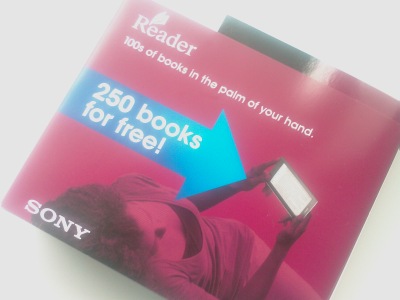 Reader
100s of books in the palm of your hand.
250 books
for free!
SONY